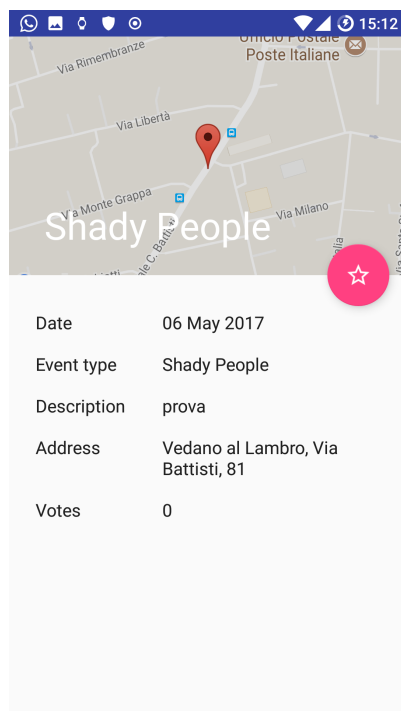 15:12
Ufficio Postale
Poste Italiane
Via Rimembranze
Via Libertà
Via Monte Grappa
Via Milano
Shady People
Date 06 May 2017
Event type Shady People
Description prova
Address Vedano al Lambro, Via
Battisti, 81
Votes 0